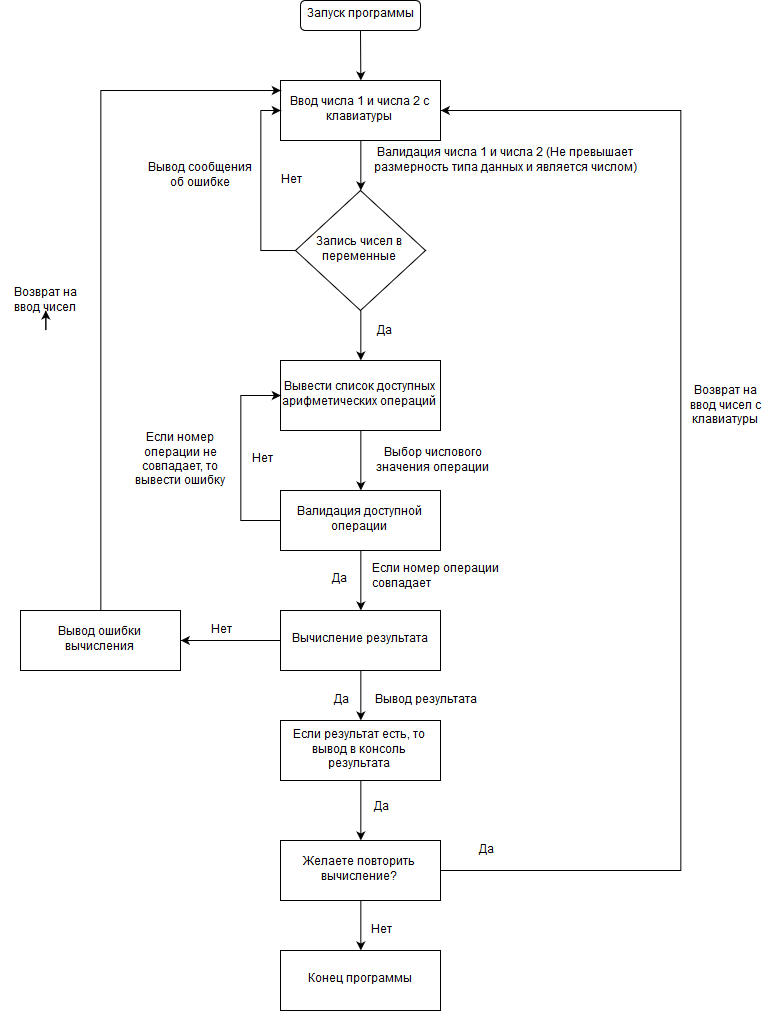 Запуск программы
Ввод числа 1 и числа 2 с
клавиатуры
Валидация числа 1 и числа 2 (Не превышает
размерность типа данных и является числом)
Вывод сообщения
об ошибке
Нет
Запись чисел в
переменные
Возврат на
ввод чисел
Да
Вывести список доступных
арифметических операций
Возврат на
ввод чисел с
клавиатуры
Если номер
операции не
совпадает, то
вывести ошибку
Нет
Выбор числового
значения операции
Валидация доступной
операции
Да
Если номер операции
совпадает
Вывод ошибки
вычисления
Нет
Вычисление результата
Да
Вывод результата
Если результат есть, то
вывод в консоль
результата
Да
Желаете повторить
вычисление?
Да
Нет
Конец программы